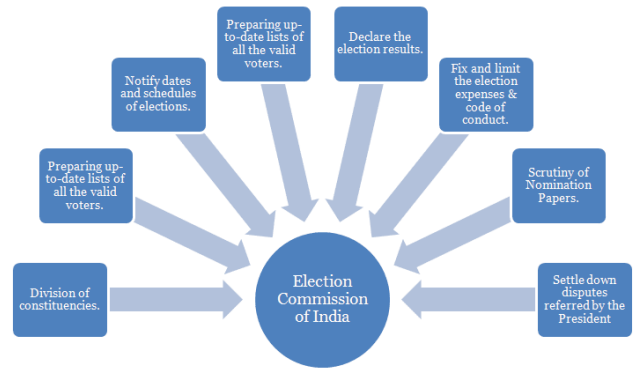 Division of
constituencies.
Preparing up-
to-date lists of
all the valid
voters.
Notify dates
and schedules
of elections.
Preparing up-
to-date lists of
all the valid
voters.
Declare the
election results.
Fix and limit
the election
expenses &
code of
conduct.
Scrutiny of
Nomination
Papers.
Settle down
disputes
referred by the
President
Election
Commission
of India